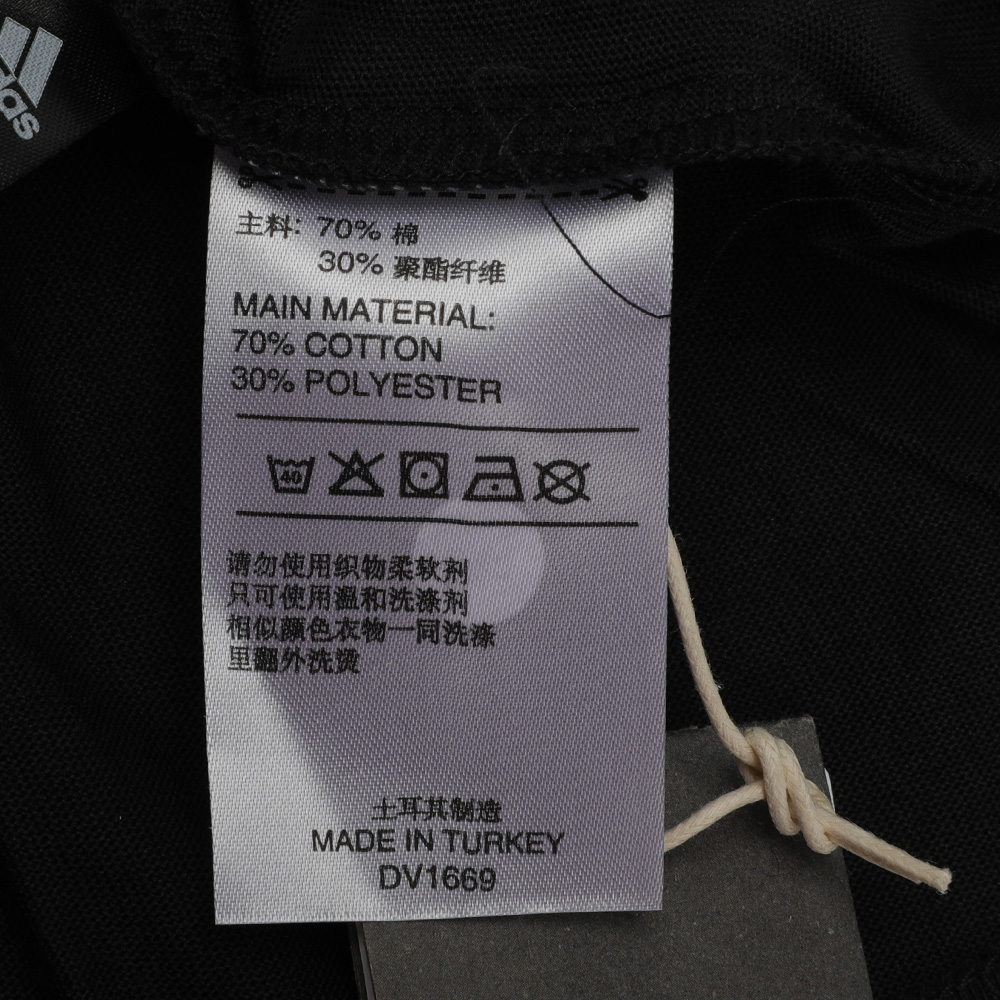 das
主料: 70% 棉
30% 聚酯纤维
MAIN MATERIAL:
70% COTTON
30% POLYESTER
40
请勿使用织物柔软剂
只可使用温和洗涤剂
相似颜色衣物一同洗涤
里翻外洗烫
土耳其制造
MADE IN TURKEY
DV1669